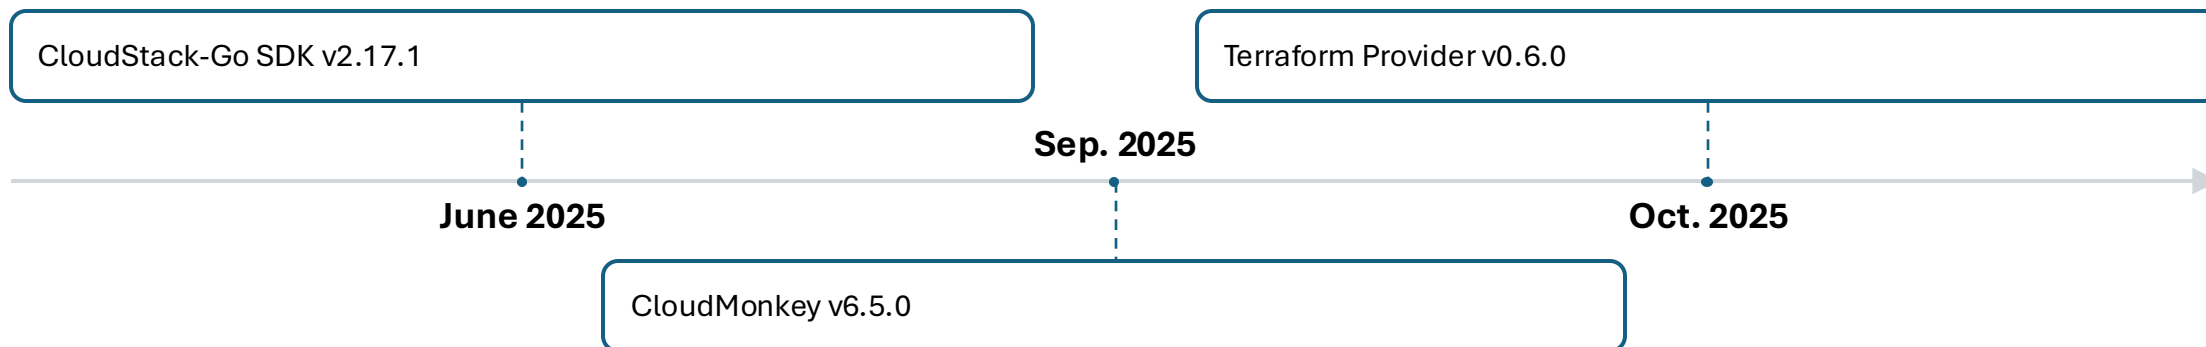 CloudStack-Go SDK v2.17.1
Terraform Provider v0.6.0
Sep. 2025
June 2025
Oct. 2025
CloudMonkey v6.5.0